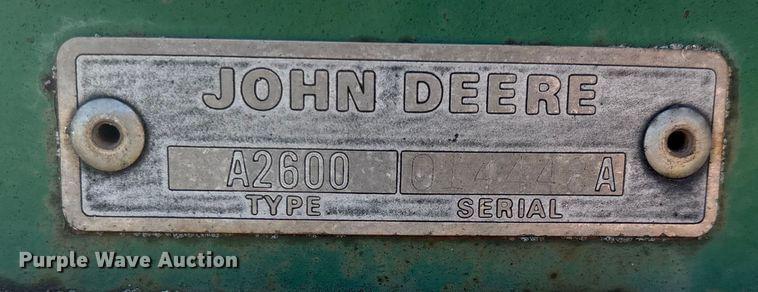 JOHN DEERE
A2600 A
TYPE SERIAL
Purple Wave Auction